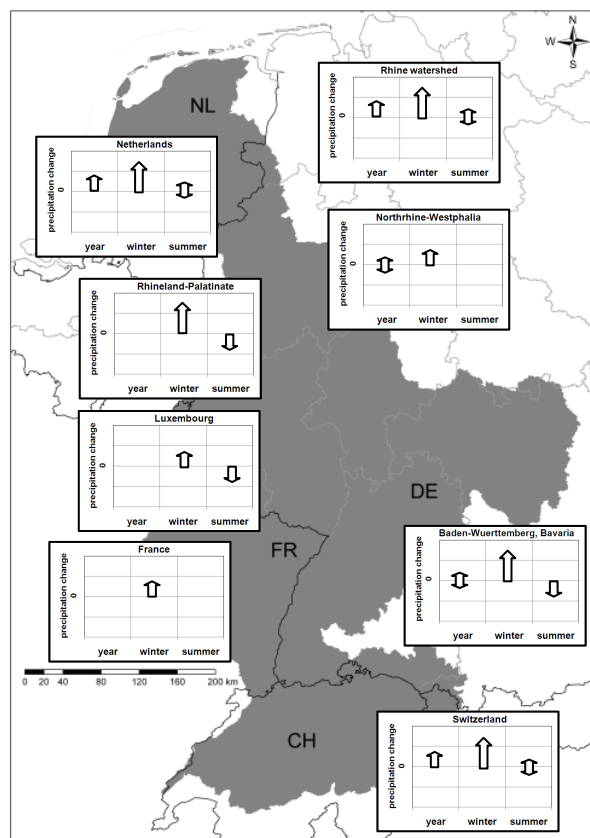 N
W E
S
Rhine watershed
precipitation change
0
year winter summer
NL
Netherlands
precipitation change
0
year winter summer
Northrhine-Westphalia
precipitation change
0
year winter summer
Rhineland-Palatinate
precipitation change
0
year winter summer
Luxembourg
precipitation change
0
year winter summer
DE
Baden-Wuerttemberg, Bavaria
precipitation change
0
year winter summer
FR
France
precipitation change
0
year winter summer
0 20 40 80 120 160 200 km
CH
Switzerland
precipitation change
0
year winter summer